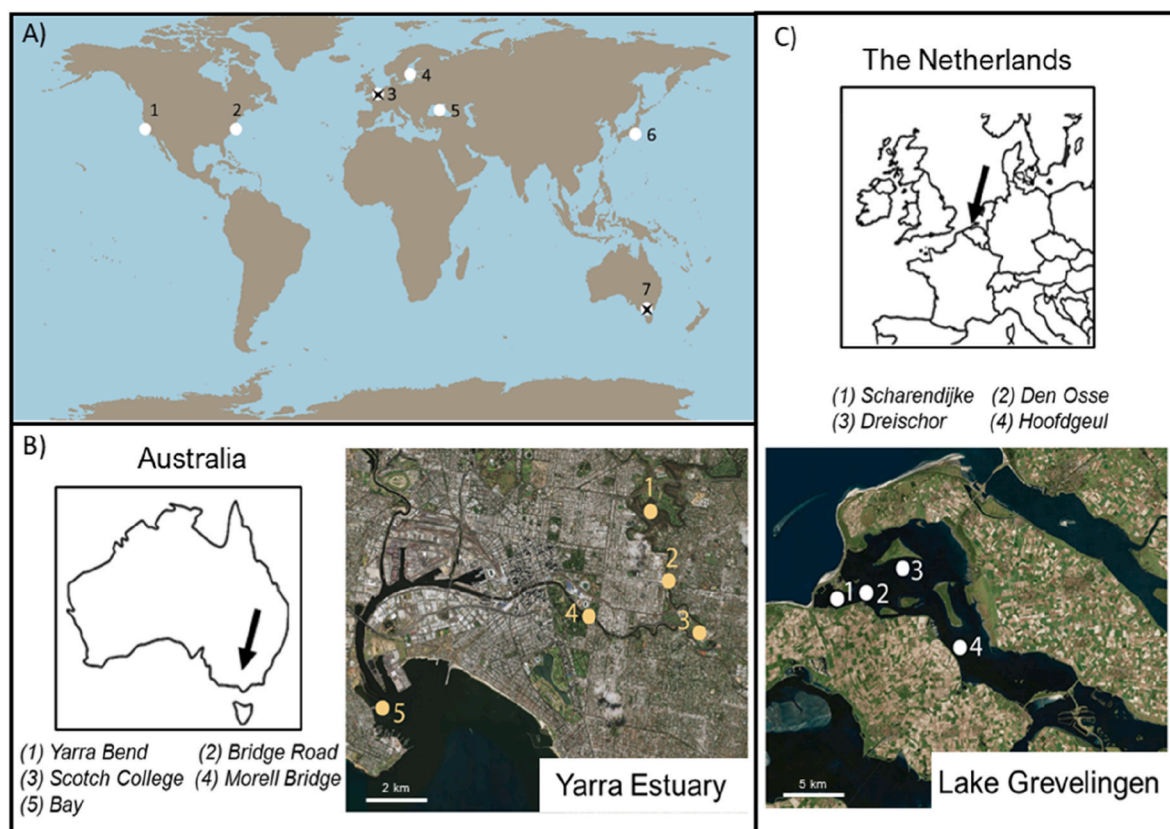 A)
1
2
3
4
5
6
7
B)
Australia
(1) Yarra Bend (2) Bridge Road
(3) Scotch College (4) Morell Bridge
(5) Bay
1
2
3
4
5
2 km
Yarra Estuary
C)
The Netherlands
(1) Scharendijke (2) Den Osse
(3) Dreischor (4) Hoofdgeul
1 2
3
4
5 km
Lake Grevelingen